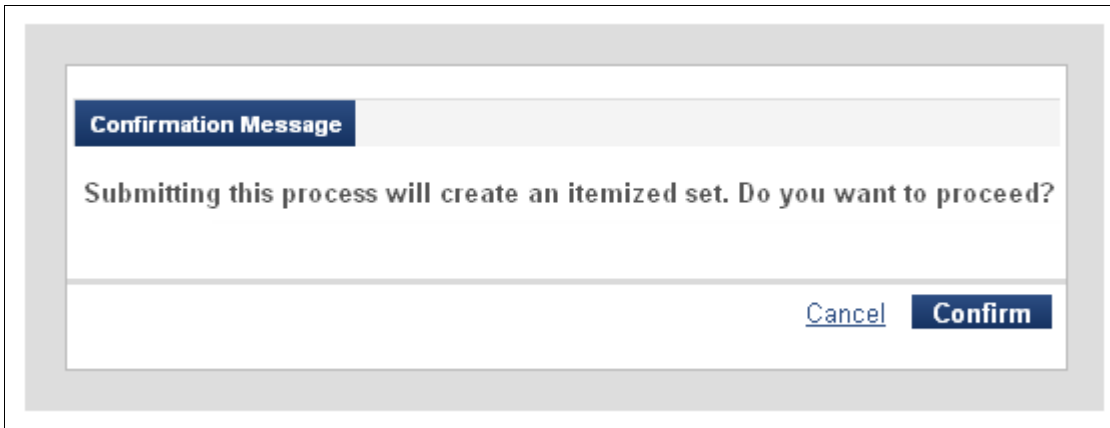 Confirmation Message
Submitting this process will create an itemized set. Do you want to proceed?
Cancel Confirm